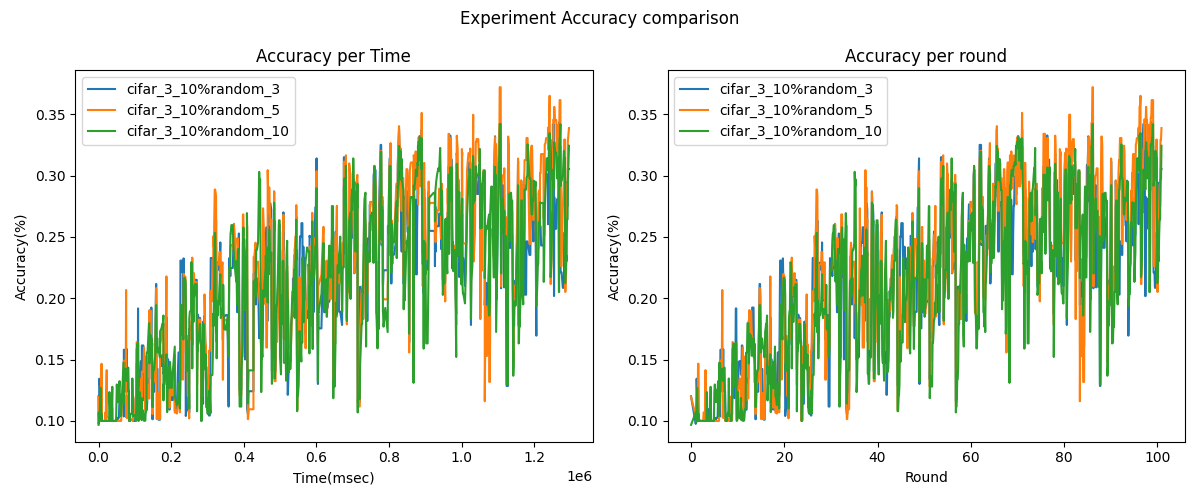 Experiment Accuracy comparison
Accuracy per Time
cifar_3_10%random_3
cifar_3_10%random_5
cifar_3_10%random_10
Accuracy(%)
0.35
0.30
0.25
0.20
0.15
0.10
0.0
0.2
0.4
0.6
0.8
1.0
1.2
1e6
Time(msec)
Accuracy per round
cifar_3_10%random_3
cifar_3_10%random_5
cifar_3_10%random_10
Accuracy(%)
0.35
0.30
0.25
0.20
0.15
0.10
0
20
40
60
80
100
Round